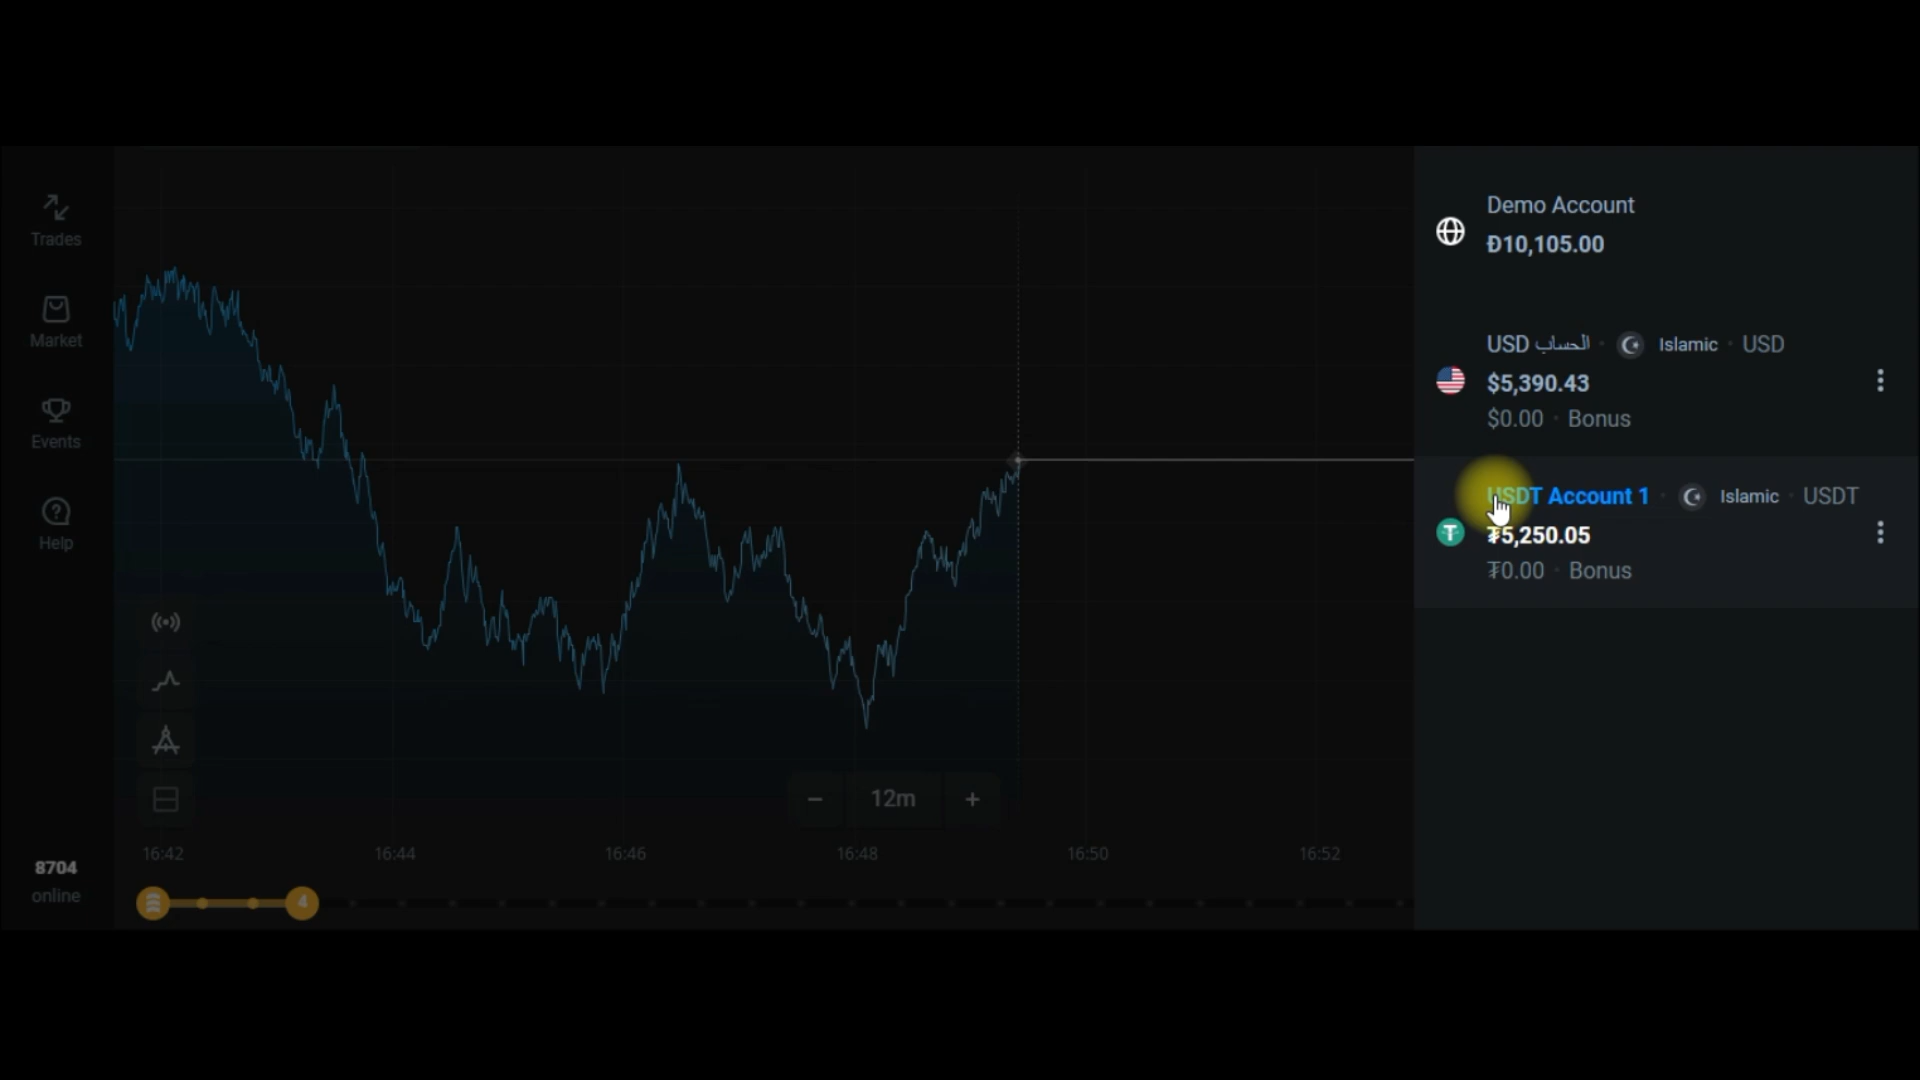 Trades
Market
Events
Help
8704
online
12m
16:42
16:44
16:46
16:48
16:50
16:52
4
Demo Account
Ð10,105.00
USD الحساب · Islamic · USD
$5,390.43
$0.00 · Bonus
USDT Account 1 · Islamic · USDT
₮5,250.05
₮0.00 · Bonus